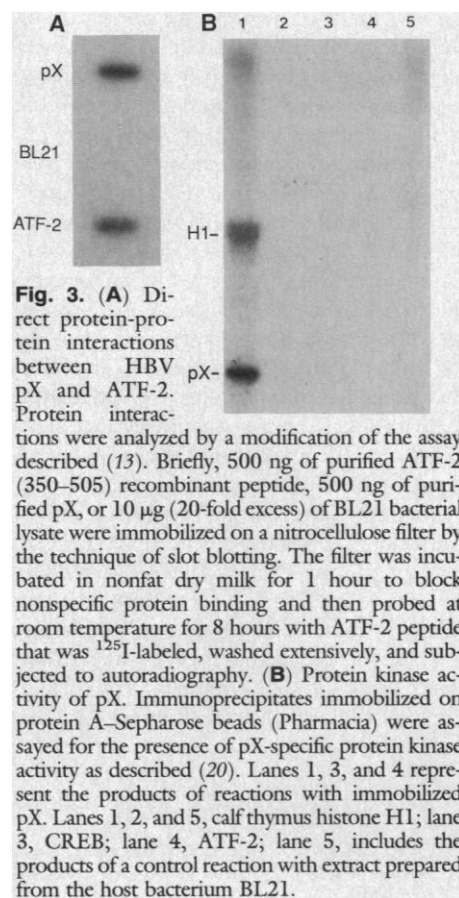 A
B
1 2 3 4 5
pX
BL21
ATF-2
H1-
pX-
Fig. 3. (A) Di-
rect protein-pro-
tein interactions
between HBV
pX and ATF-2.
Protein interac-
tions were analyzed by a modification of the assay
described (13). Briefly, 500 ng of purified ATF-2
(350–505) recombinant peptide, 500 ng of puri-
fied pX, or 10 μg (20-fold excess) of BL21 bacterial
lysate were immobilized on a nitrocellulose filter by
the technique of slot blotting. The filter was incu-
bated in nonfat dry milk for 1 hour to block
nonspecific protein binding and then probed at
room temperature for 8 hours with ATF-2 peptide
that was ¹²⁵I-labeled, washed extensively, and sub-
jected to autoradiography. (B) Protein kinase ac-
tivity of pX. Immunoprecipitates immobilized on
protein A–Sepharose beads (Pharmacia) were as-
sayed for the presence of pX-specific protein kinase
activity as described (20). Lanes 1, 3, and 4 repre-
sent the products of reactions with immobilized
pX. Lanes 1, 2, and 5, calf thymus histone H1; lane
3, CREB; lane 4, ATF-2; lane 5, includes the
products of a control reaction with extract prepared
from the host bacterium BL21.